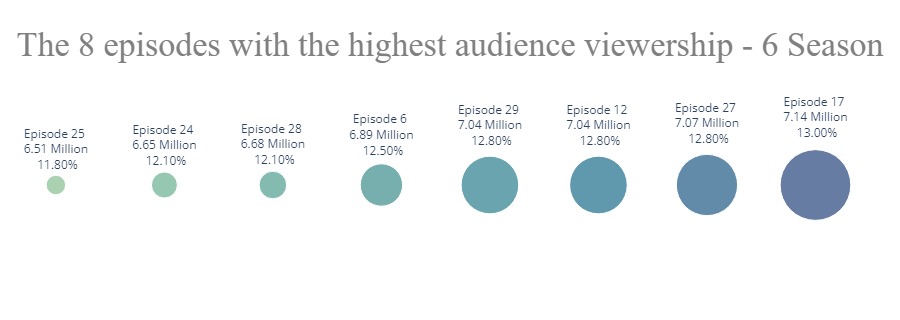 The 8 episodes with the highest audience viewership - 6 Season
Episode 25
6.51 Million
11.80%
Episode 24
6.65 Million
12.10%
Episode 28
6.68 Million
12.10%
Episode 6
6.89 Million
12.50%
Episode 29
7.04 Million
12.80%
Episode 12
7.04 Million
12.80%
Episode 27
7.07 Million
12.80%
Episode 17
7.14 Million
13.00%